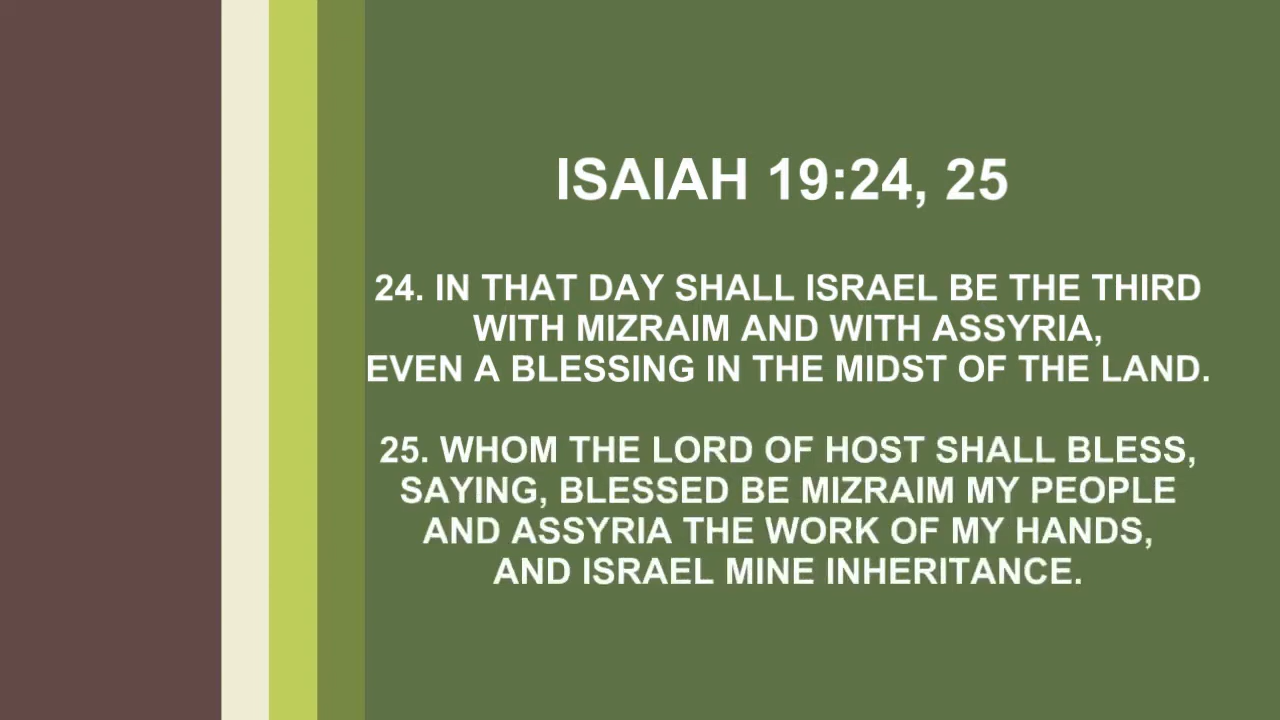 ISAIAH 19:24, 25
24. IN THAT DAY SHALL ISRAEL BE THE THIRD
WITH MIZRAIM AND WITH ASSYRIA,
EVEN A BLESSING IN THE MIDST OF THE LAND.
25. WHOM THE LORD OF HOST SHALL BLESS,
SAYING, BLESSED BE MIZRAIM MY PEOPLE
AND ASSYRIA THE WORK OF MY HANDS,
AND ISRAEL MINE INHERITANCE.